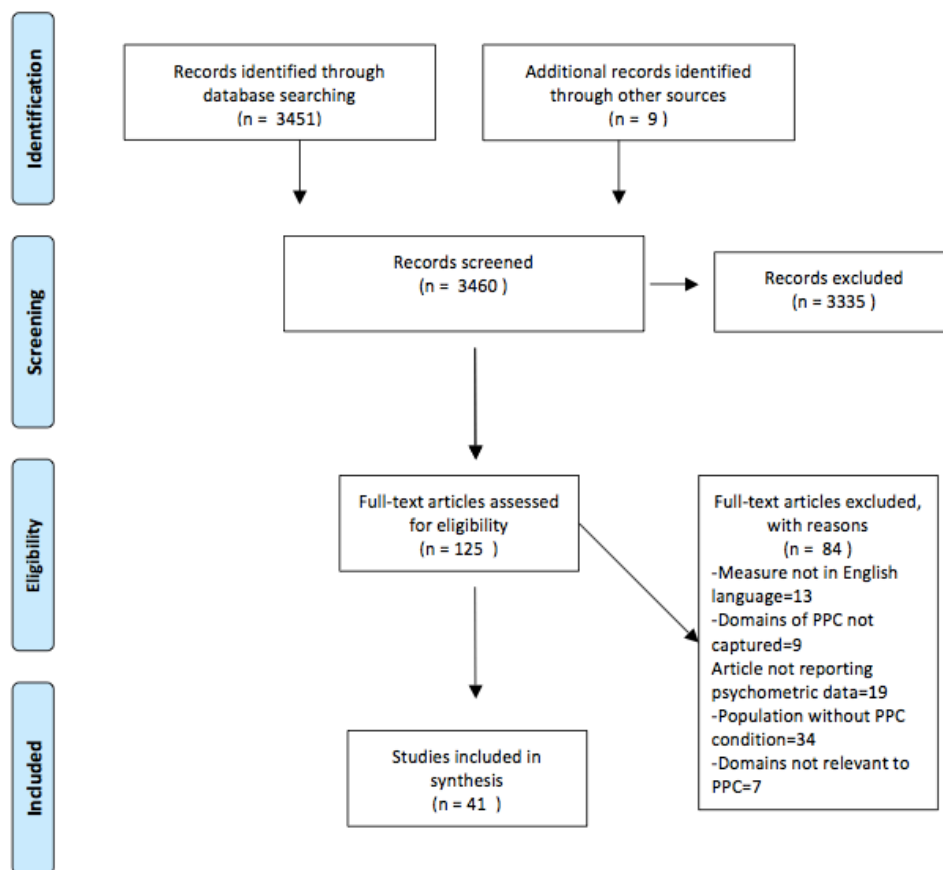 Identification
Records identified through
database searching
(n =  3451)
Additional records identified
through other sources
(n =  9 )
Screening
Records screened
(n =  3460 )
Records excluded
(n = 3335 )
Eligibility
Full-text articles assessed
for eligibility
(n = 125  )
Full-text articles excluded,
with reasons
(n =  84 )
-Measure not in English
language=13
-Domains of PPC not
captured=9
Article not reporting
psychometric data=19
-Population without PPC
condition=34
-Domains not relevant to
PPC=7
Included
Studies included in
synthesis
(n = 41  )